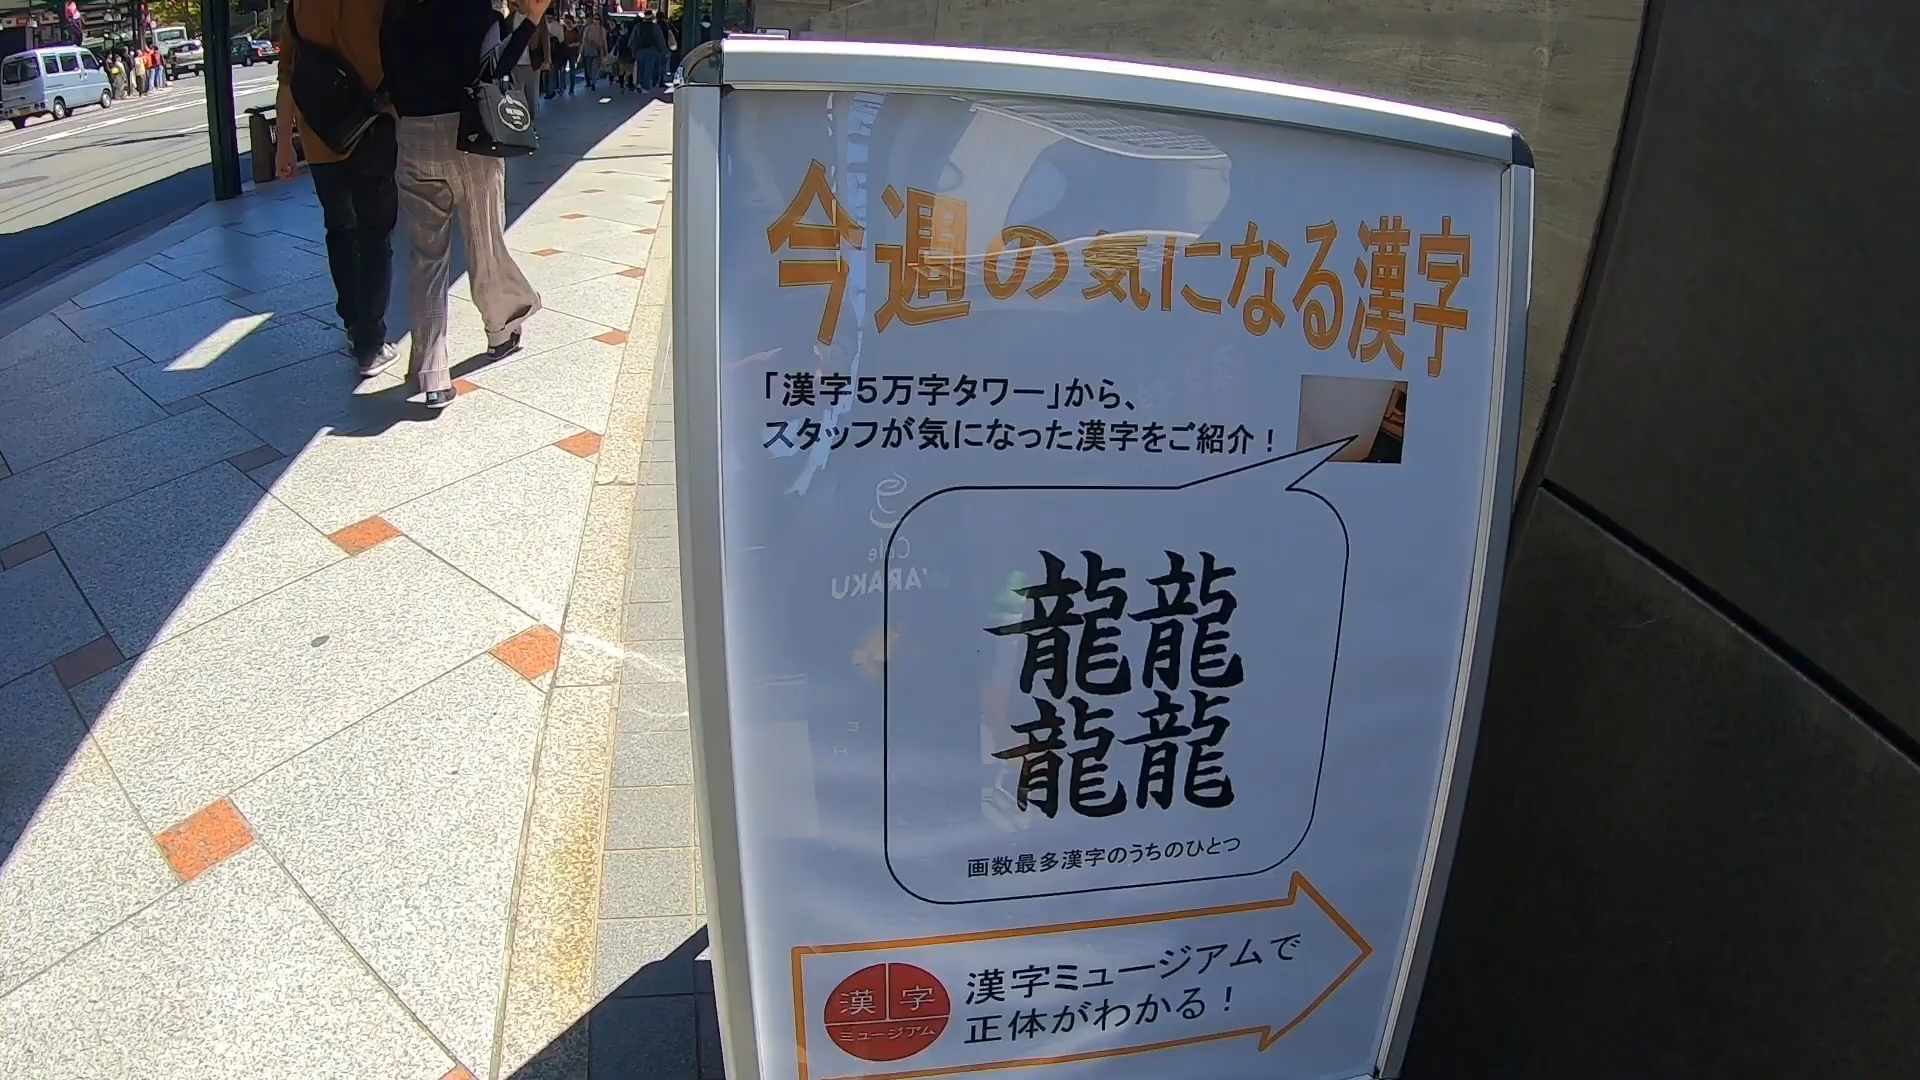 今週の気になる漢字
「漢字5万字タワー」から、
スタッフが気になった漢字をご紹介！
Cafe
WARAKU
龍龍
龍龍
画数最多漢字のうちのひとつ
漢字
ミュージアム
漢字ミュージアムで
正体がわかる！